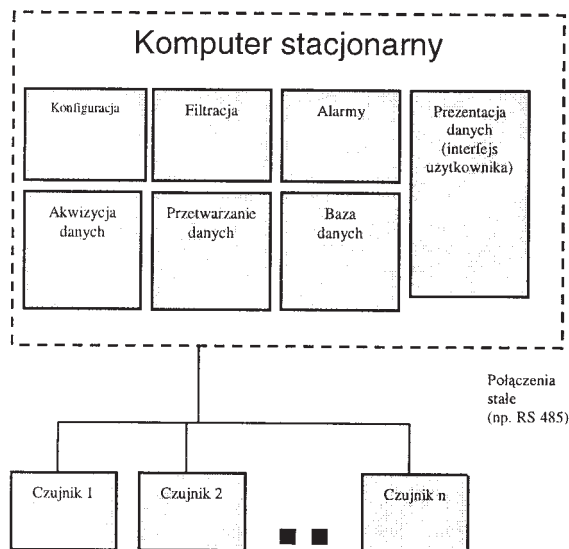 Komputer stacjonarny
Konfiguracja
Filtracja
Alarmy
Prezentacja
danych
(interfejs
użytkownika)
Akwizycja
danych
Przetwarzanie
danych
Baza
danych
Połączenia
stałe
(np. RS 485)
Czujnik 1
Czujnik 2
Czujnik n